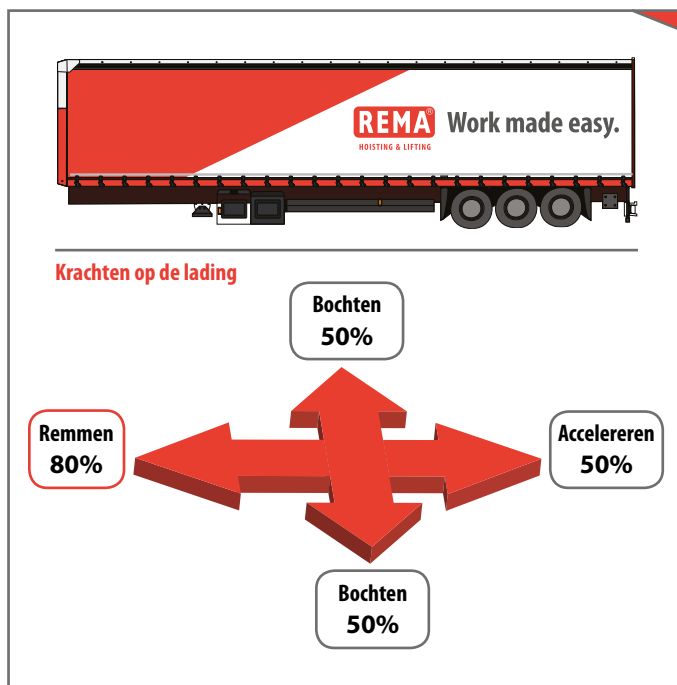 REMA®
HOISTING & LIFTING
Work made easy.
Krachten op de lading
Bochten
50%
Remmen
80%
Accelereren
50%
Bochten
50%